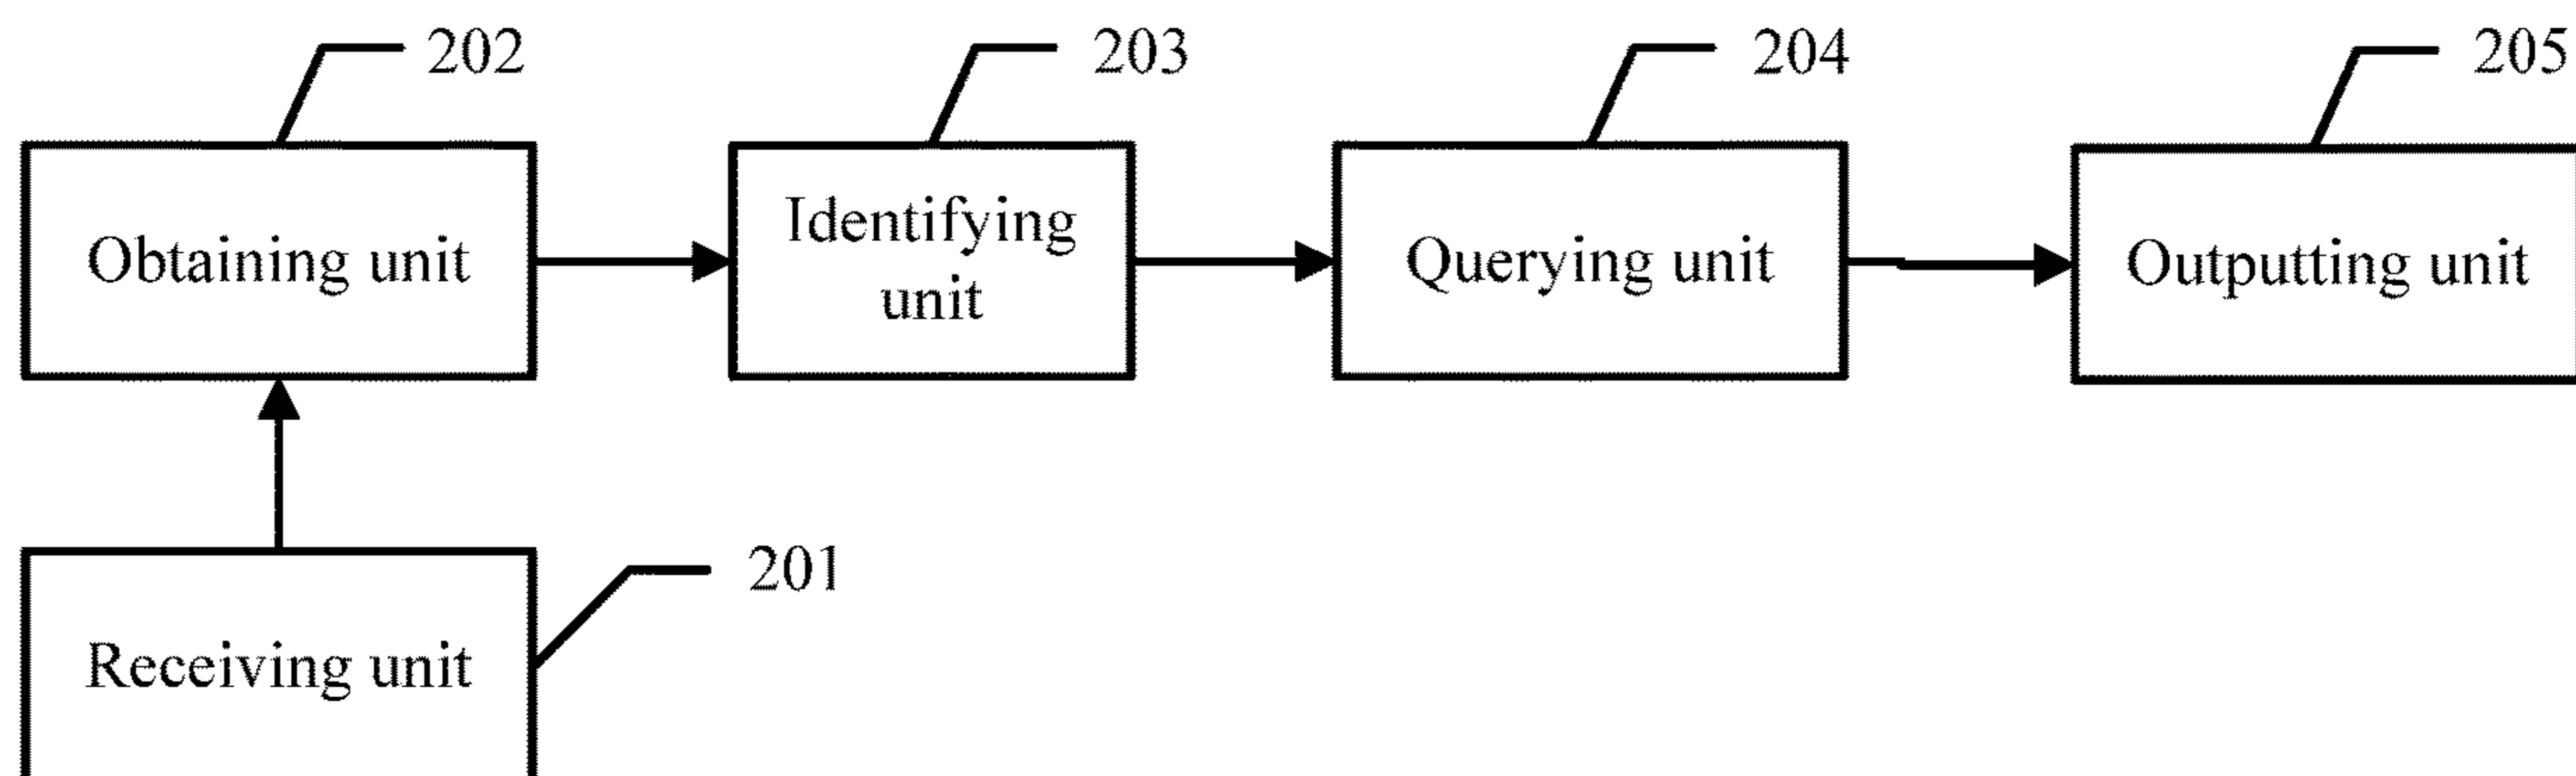 202
203
204
205
Obtaining unit
Identifying
unit
Querying unit
Outputting unit
201
Receiving unit